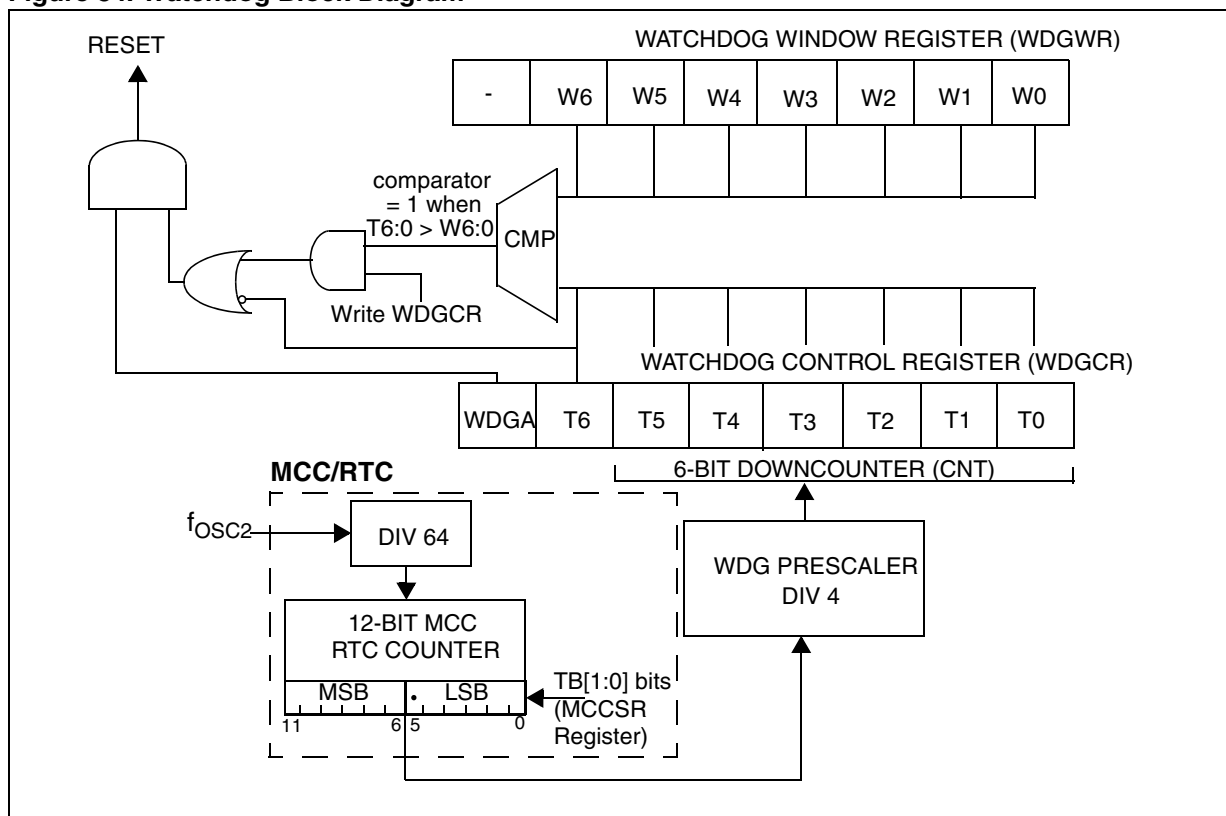 RESET
WATCHDOG WINDOW REGISTER (WDGWR)
- W6 W5 W4 W3 W2 W1 W0
comparator
= 1 when
T6:0 > W6:0
CMP
Write WDGCR
WATCHDOG CONTROL REGISTER (WDGCR)
WDGA T6 T5 T4 T3 T2 T1 T0
6-BIT DOWNCOUNTER (CNT)
MCC/RTC
fOSC2
DIV 64
WDG PRESCALER
DIV 4
12-BIT MCC
RTC COUNTER
MSB LSB
11 6 5 0
TB[1:0] bits
(MCCSR
Register)